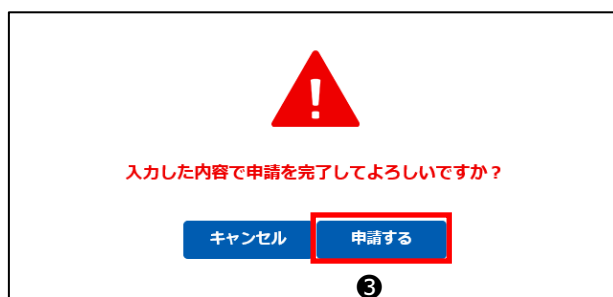 !
入力した内容で申請を完了してよろしいですか？
キャンセル 申請する
❸